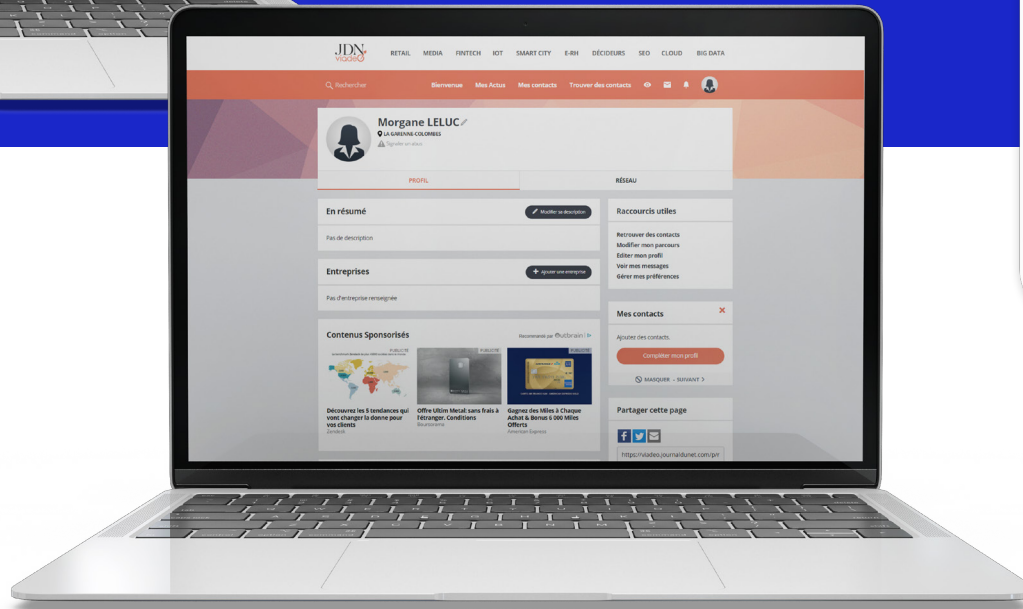 JDN
viadeo
RETAIL MEDIA FINTECH IOT SMART CITY E-RH DÉCIDEURS SEO CLOUD BIG DATA
Rechercher Bienvenue Mes Actus Mes contacts Trouver des contacts
Morgane LELUC
LA GARENNE-COLOMBES
Signaler un abus
PROFIL RÉSEAU
En résumé
Modifier sa description
Pas de description
Entreprises
Ajouter une entreprise
Pas d'entreprise renseignée
Contenus Sponsorisés
Recommandé par Outbrain
PUBLICITÉ PUBLICITÉ PUBLICITÉ
Découvrez les 5 tendances qui
vont changer la donne pour
vos clients
Zendesk
Offre Ultim Metal: sans frais à
l'étranger. Conditions
Boursorama
Gagnez des Miles à Chaque
Achat & Bonus 6 000 Miles
Offerts
American Express
Raccourcis utiles
Retrouver des contacts
Modifier mon parcours
Editer mon profil
Voir mes messages
Gérer mes préférences
Mes contacts
Ajoutez des contacts.
Compléter mon profil
MASQUER - SUIVANT >
Partager cette page
https://viadeo.journaldunet.com/p/r